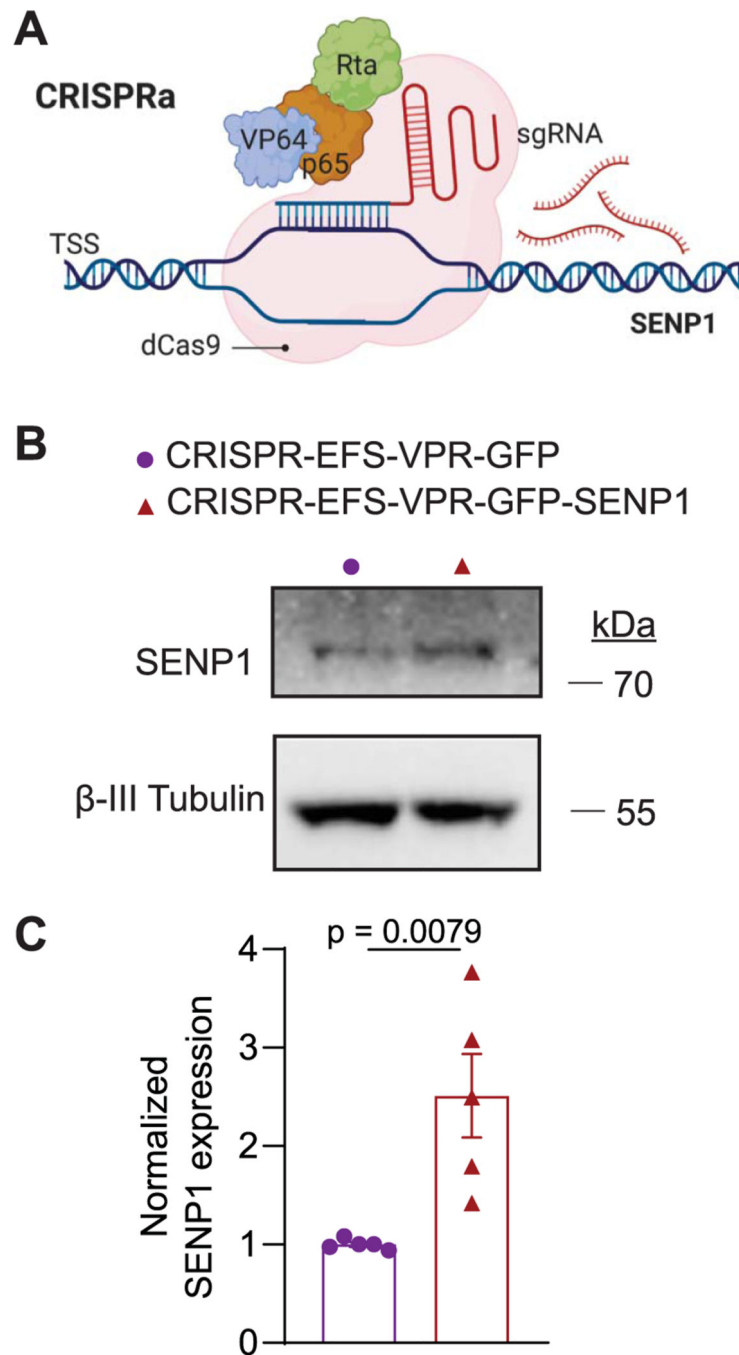 A
CRISPRa
Rta
VP64
p65
sgRNA
TSS
SENP1
dCas9
B
● CRISPR-EFS-VPR-GFP
▲ CRISPR-EFS-VPR-GFP-SENP1
kDa
SENP1
70
β-III Tubulin
55
C
p = 0.0079
Normalized
SENP1 expression
4
3
2
1
0